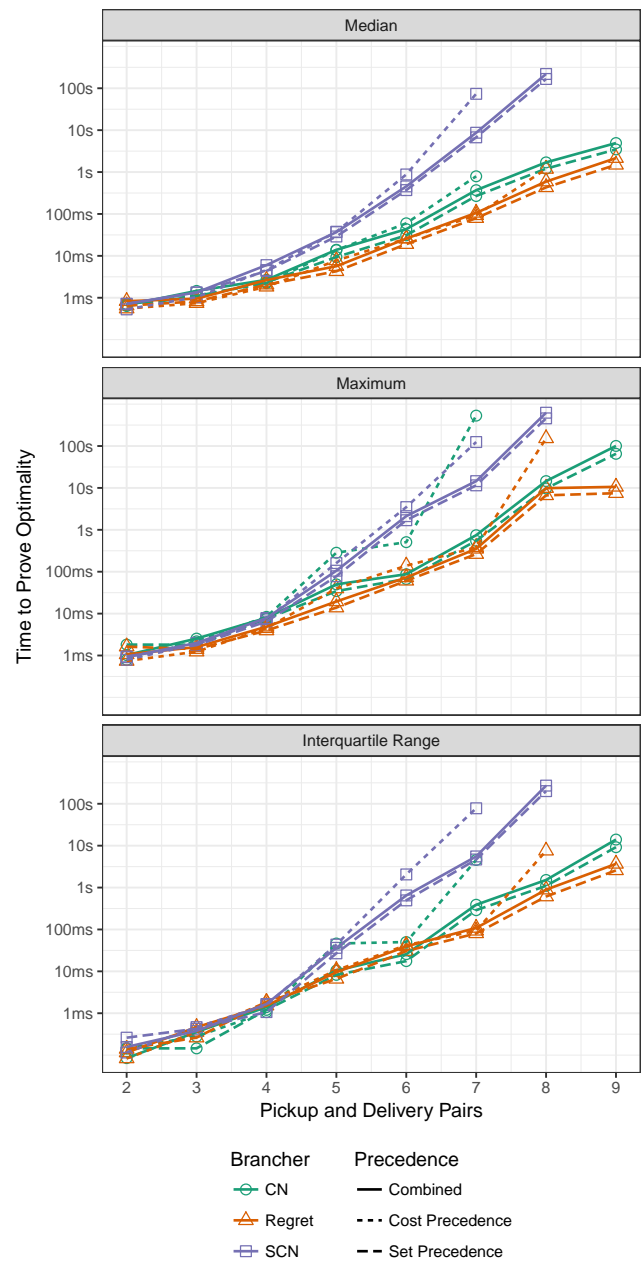 Median
100s
10s
1s
100ms
10ms
1ms
Maximum
100s
10s
1s
100ms
10ms
1ms
Time to Prove Optimality
Interquartile Range
100s
10s
1s
100ms
10ms
1ms
2 3 4 5 6 7 8 9
Pickup and Delivery Pairs
Brancher Precedence
CN Combined
Regret Cost Precedence
SCN Set Precedence